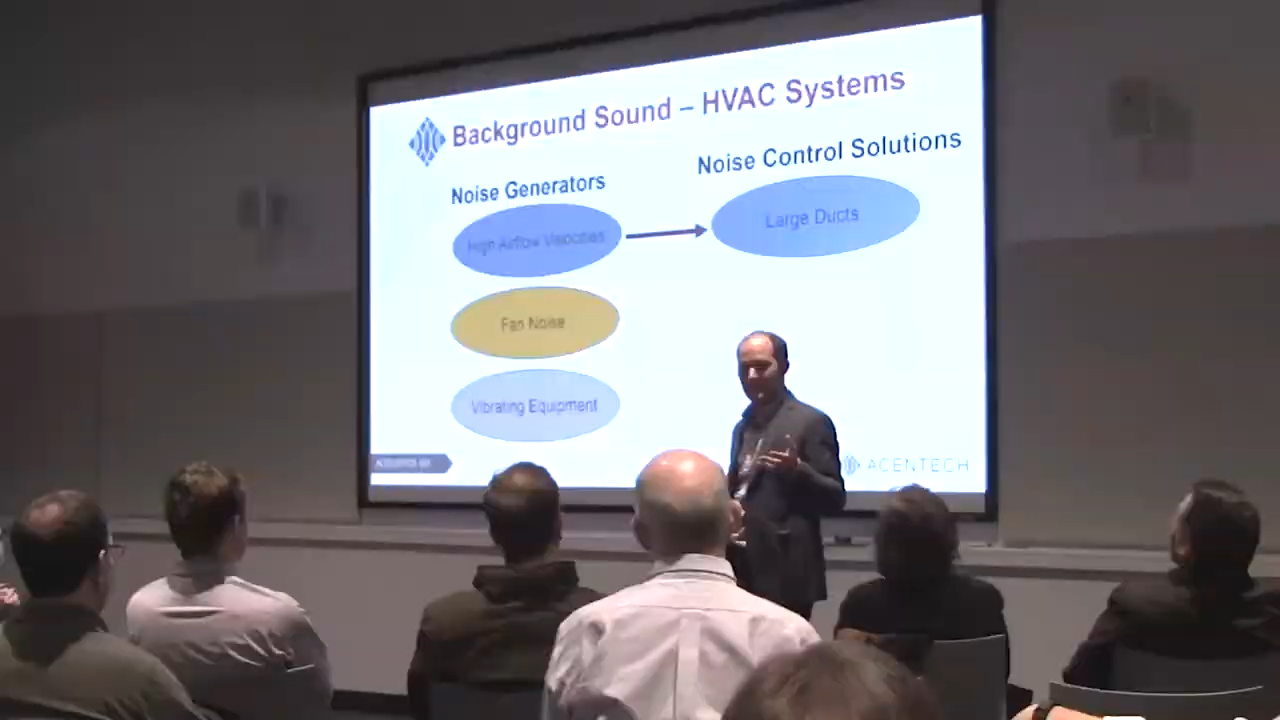 Background Sound – HVAC Systems
Noise Generators
Noise Control Solutions
High Airflow Velocities
Large Ducts
Fan Noise
Vibrating Equipment
ACENTECH